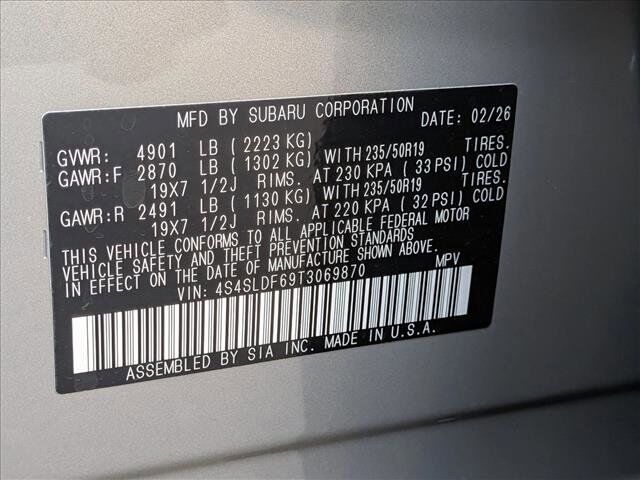 MFD BY SUBARU CORPORATION DATE: 02/26
GVWR: 4901 LB ( 2223 KG) TIRES.
GAWR:F 2870 LB ( 1302 KG) WITH 235/50R19
19X7 1/2J RIMS. AT 230 KPA ( 33 PSI) COLD
TIRES.
GAWR:R 2491 LB ( 1130 KG) WITH 235/50R19
19X7 1/2J RIMS. AT 220 KPA ( 32 PSI) COLD
THIS VEHICLE CONFORMS TO ALL APPLICABLE FEDERAL MOTOR
VEHICLE SAFETY AND THEFT PREVENTION STANDARDS
IN EFFECT ON THE DATE OF MANUFACTURE SHOWN ABOVE.
VIN: 4S4SLDF69T3069870 MPV
ASSEMBLED BY SIA INC. MADE IN U.S.A.